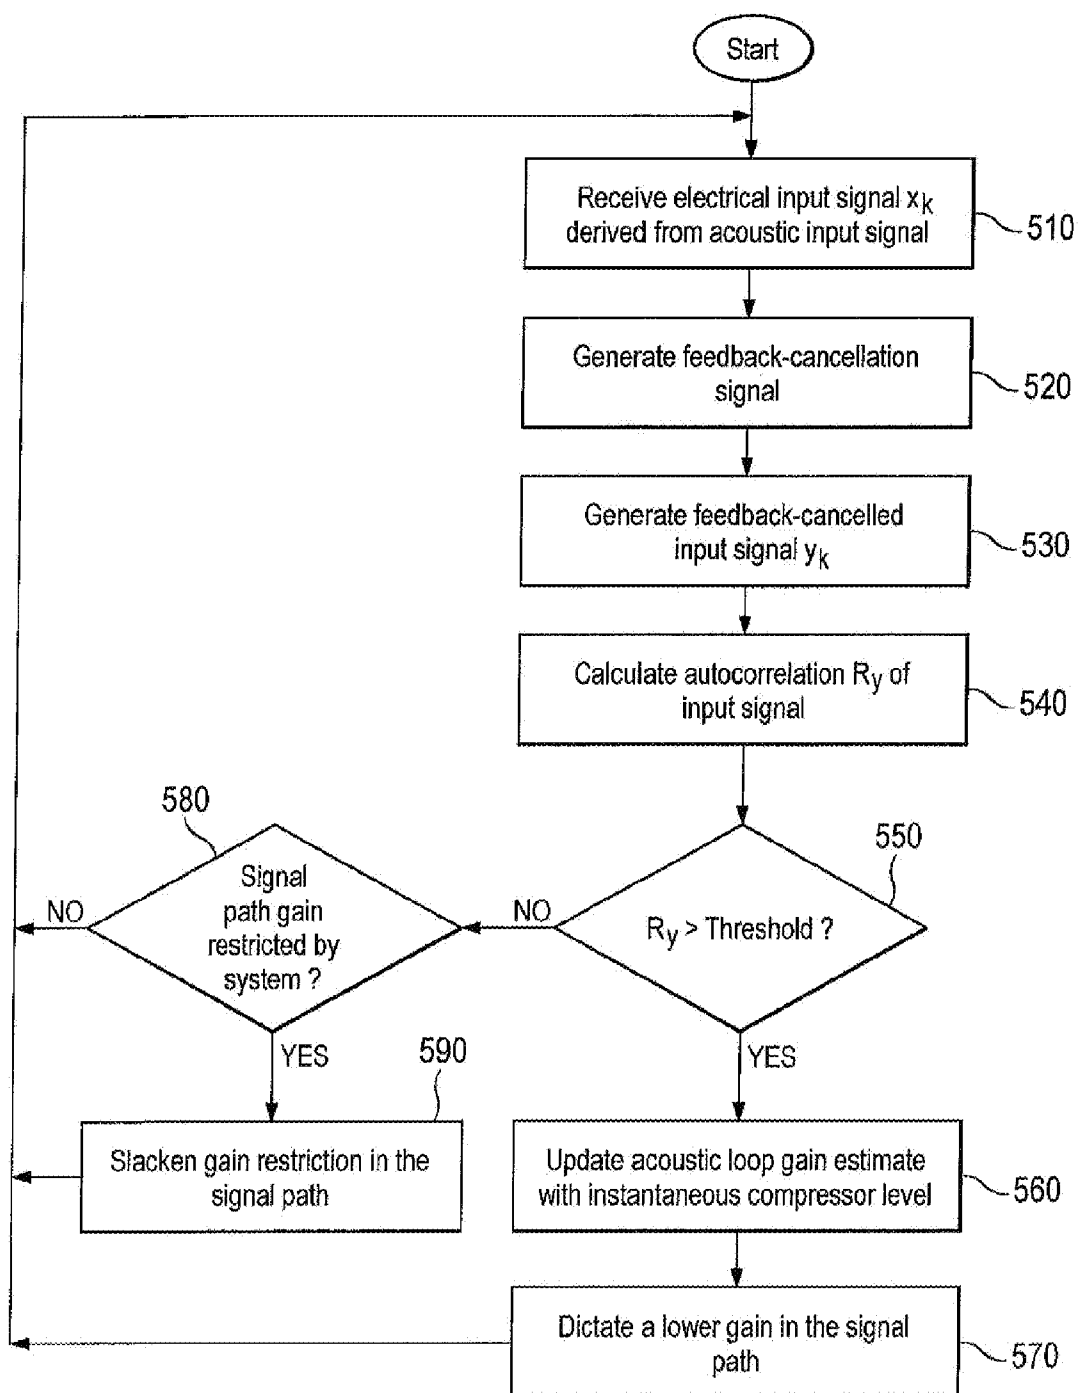 Start
Receive electrical input signal xk
derived from acoustic input signal
510
Generate feedback-cancellation
signal
520
Generate feedback-cancelled
input signal yk
530
Calculate autocorrelation Ry of
input signal
540
580
550
Signal
path gain
restricted by
system ?
NO
NO
Ry > Threshold ?
YES
590
YES
Slacken gain restriction in the
signal path
Update acoustic loop gain estimate
with instantaneous compressor level
560
Dictate a lower gain in the signal
path
570